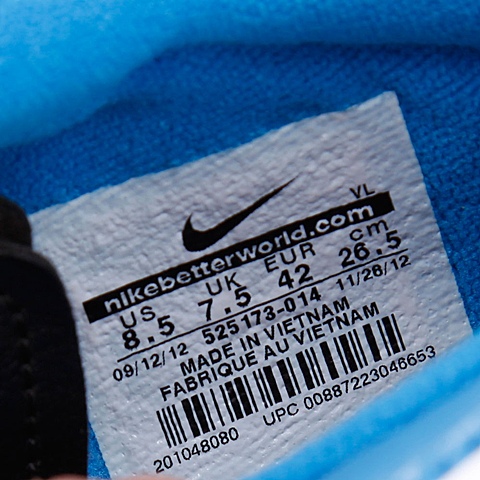 VL
nikebetterworld.com
US UK EUR cm
8.5 7.5 42 26.5
09/12/12 525173-014 11/26/12
MADE IN VIETNAM
FABRIQUE AU VIETNAM
201048080 UPC 00887223046653